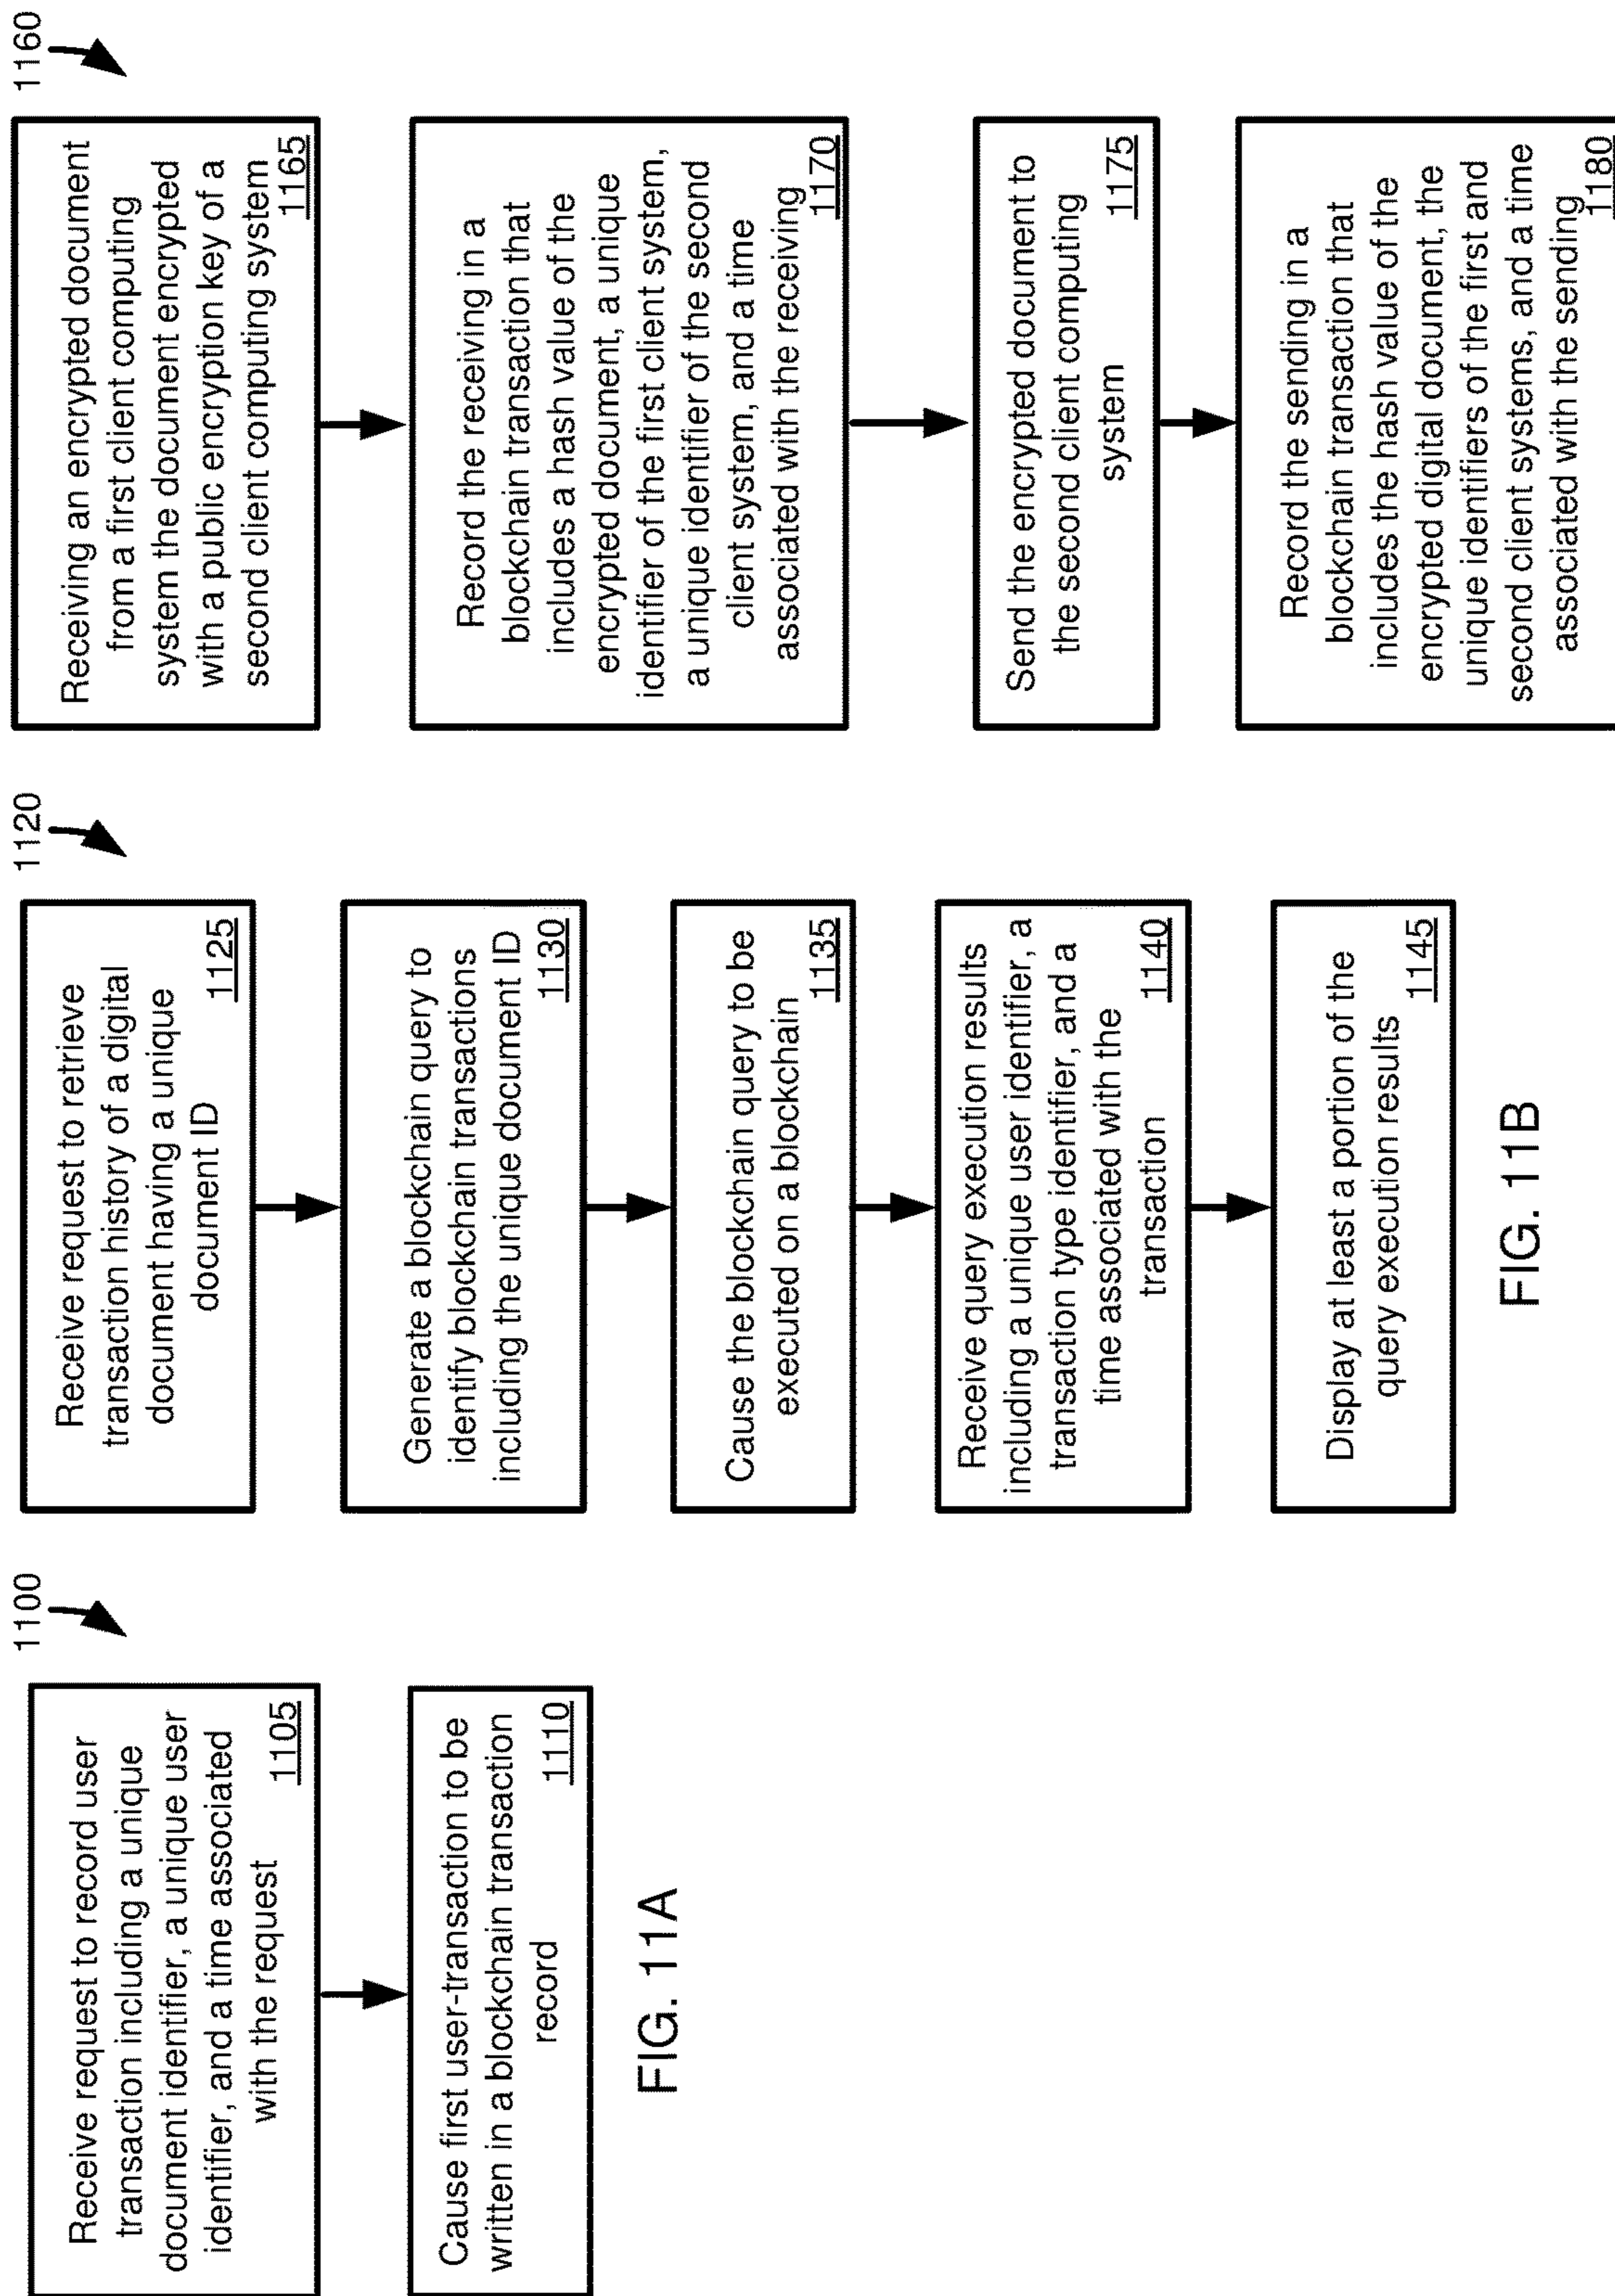 1100
Receive request to record user
transaction including a unique
document identifier, a unique user
identifier, and a time associated
with the request
1105
Cause first user-transaction to be
written in a blockchain transaction
record
1110
FIG. 11A
1120
Receive request to retrieve
transaction history of a digital
document having a unique
document ID
1125
Generate a blockchain query to
identify blockchain transactions
including the unique document ID
1130
Cause the blockchain query to be
executed on a blockchain
1135
Receive query execution results
including a unique user identifier, a
transaction type identifier, and a
time associated with the
transaction
1140
Display at least a portion of the
query execution results
1145
FIG. 11B
1160
Receiving an encrypted document
from a first client computing
system the document encrypted
with a public encryption key of a
second client computing system
1165
Record the receiving in a
blockchain transaction that
includes a hash value of the
encrypted document, a unique
identifier of the first client system,
a unique identifier of the second
client system, and a time
associated with the receiving
1170
Send the encrypted document to
the second client computing
system
1175
Record the sending in a
blockchain transaction that
includes the hash value of the
encrypted digital document, the
unique identifiers of the first and
second client systems, and a time
associated with the sending
1180